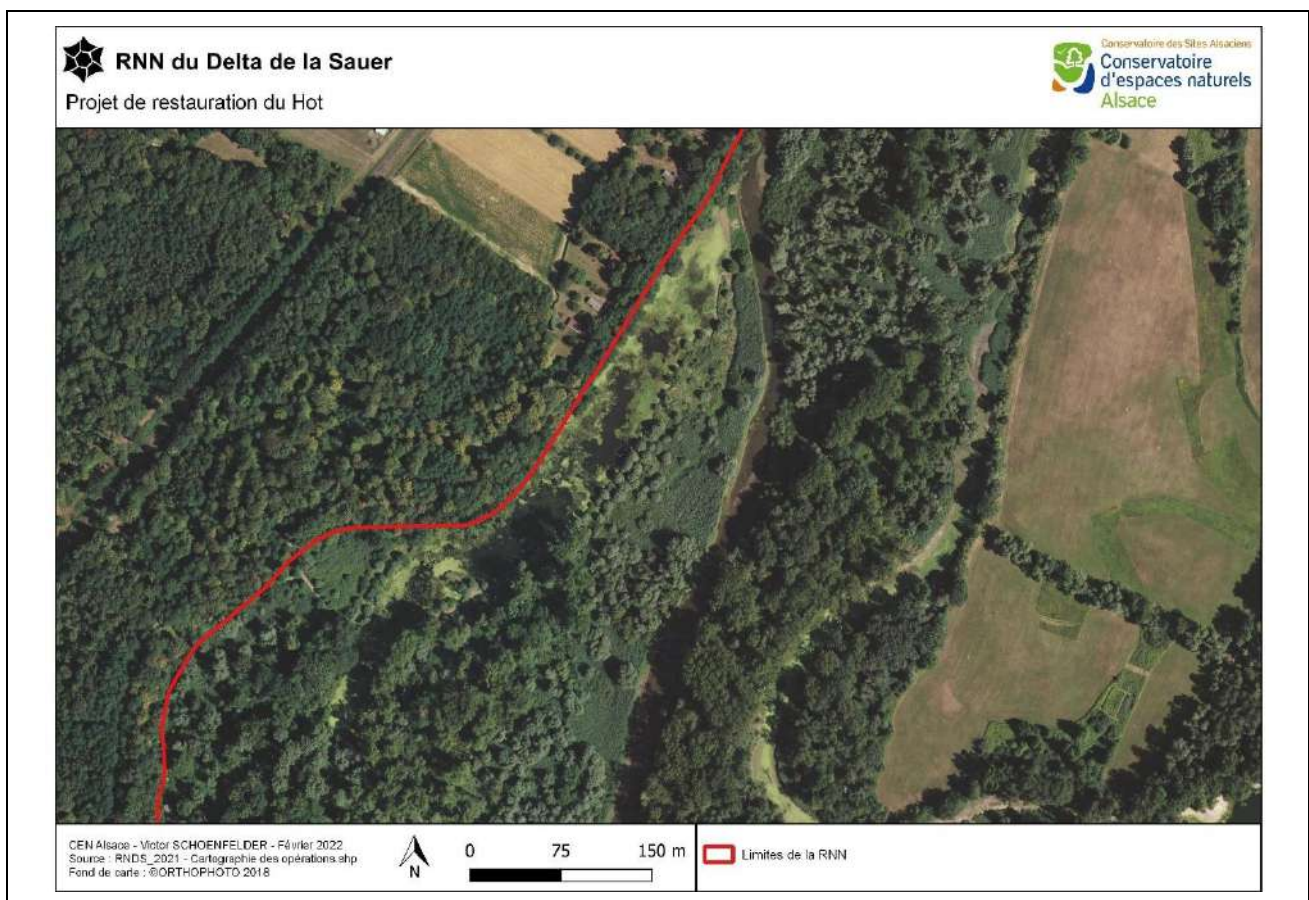 RNN du Delta de la Sauer
Projet de restauration du Hot
Conservatoire des Sites Alsaciens
Conservatoire
d'espaces naturels
Alsace
CEN Alsace - Victor SCHOENFELDER - Février 2022
Source : RNDS_2021 - Cartographie des opérations.shp
Fond de carte : ©ORTHOPHOTO 2018
N
0 75 150 m
Limites de la RNN